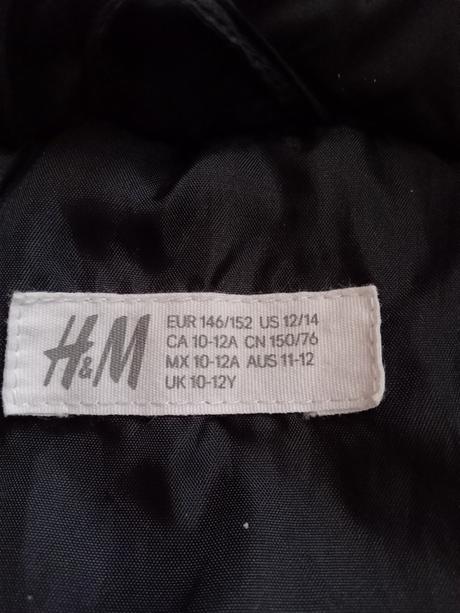 H&M
EUR 146/152 US 12/14
CA 10-12A CN 150/76
MX 10-12A AUS 11-12
UK 10-12Y